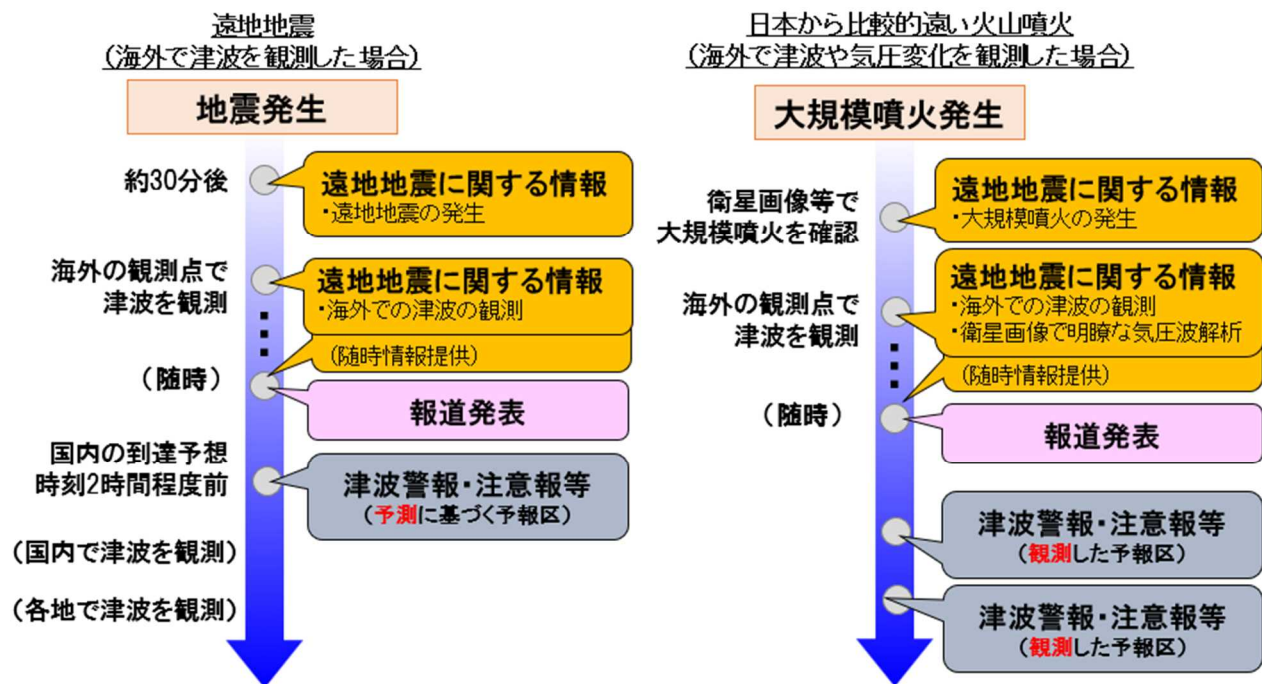 遠地地震
(海外で津波を観測した場合)
地震発生
約30分後
遠地地震に関する情報
・遠地地震の発生
海外の観測点で
津波を観測
遠地地震に関する情報
・海外での津波の観測
(随時情報提供)
(随時)
報道発表
国内の到達予想
時刻2時間程度前
津波警報・注意報等
(予測に基づく予報区)
(国内で津波を観測)
(各地で津波を観測)
日本から比較的遠い火山噴火
(海外で津波や気圧変化を観測した場合)
大規模噴火発生
衛星画像等で
大規模噴火を確認
遠地地震に関する情報
・大規模噴火の発生
海外の観測点で
津波を観測
遠地地震に関する情報
・海外での津波の観測
・衛星画像で明瞭な気圧波解析
(随時情報提供)
(随時)
報道発表
津波警報・注意報等
(観測した予報区)
津波警報・注意報等
(観測した予報区)